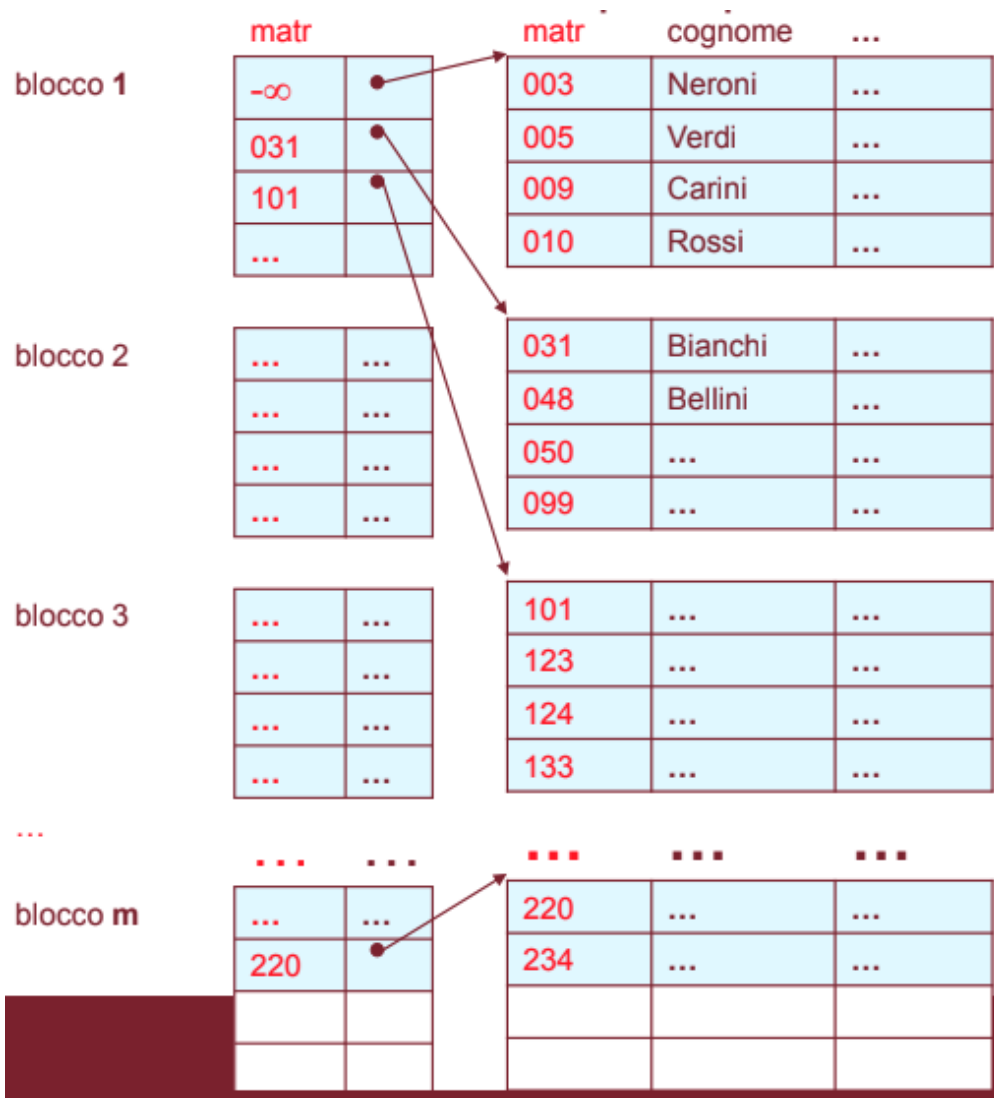 matr matr cognome ...
blocco 1 -∞ 003 Neroni ...
031 005 Verdi ...
101 009 Carini ...
... 010 Rossi ...
blocco 2 ... ... 031 Bianchi ...
... ... 048 Bellini ...
... ... 050 ... ...
... ... 099 ... ...
blocco 3 ... ... 101 ... ...
... ... 123 ... ...
... ... 124 ... ...
... ... 133 ... ...
...
... ... ... ... ...
blocco m ... ... 220 ... ...
220 234 ... ...